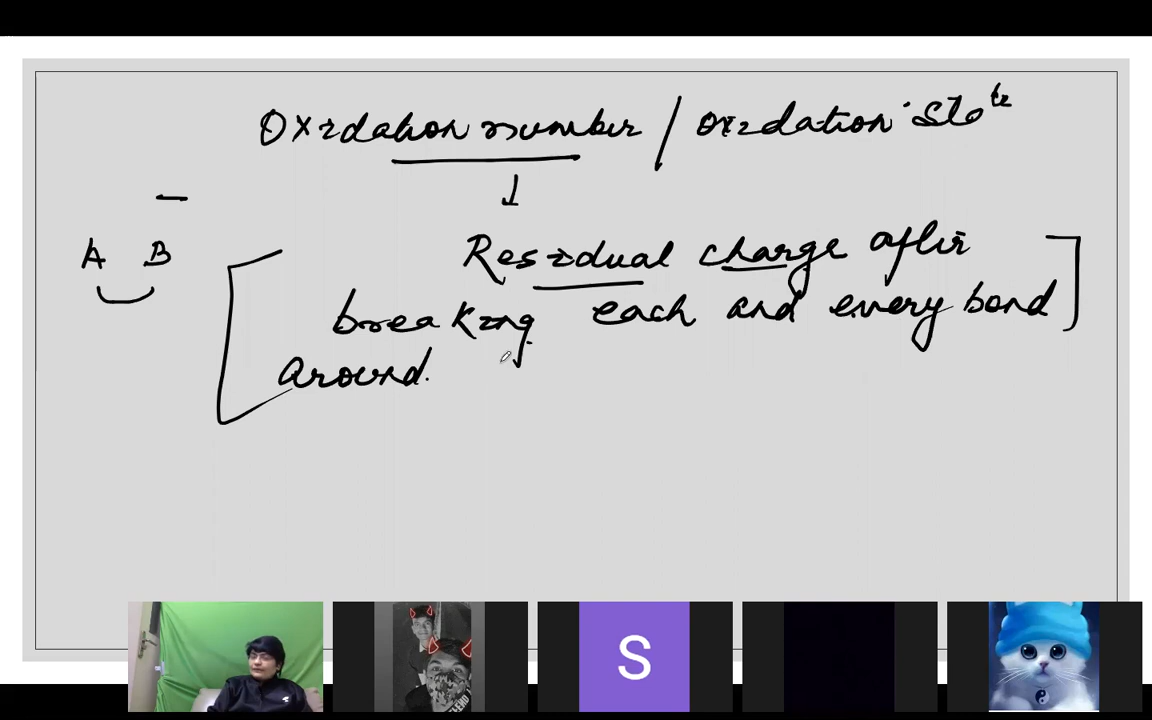 Oxidation number / oxidation state
↓
Residual charge after
A B
breaking each and every bond
around.
S